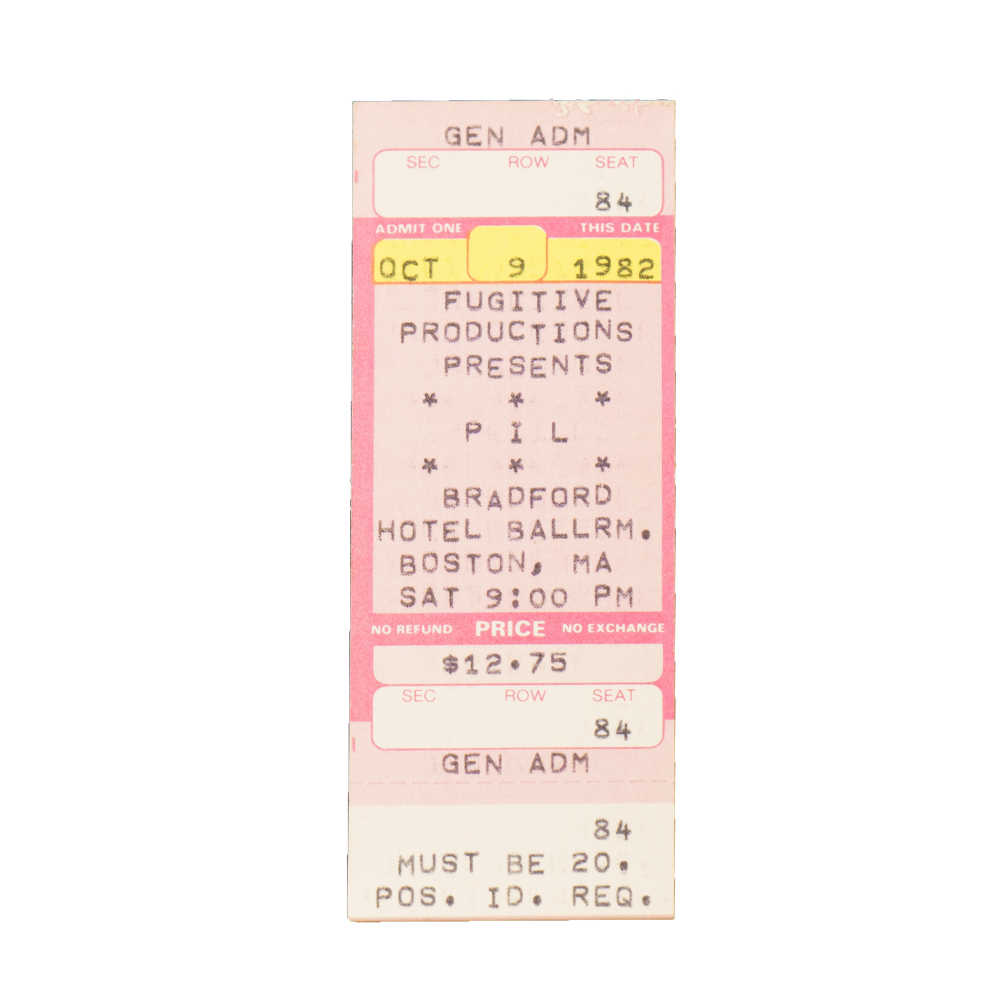 GEN ADM
SEC ROW SEAT
84
ADMIT ONE THIS DATE
OCT 9 1982
FUGITIVE
PRODUCTIONS
PRESENTS
* * *
P I L
* * *
BRADFORD
HOTEL BALLRM.
BOSTON, MA
SAT 9:00 PM
NO REFUND PRICE NO EXCHANGE
$12.75
SEC ROW SEAT
84
GEN ADM
84
MUST BE 20.
POS. ID. REQ.